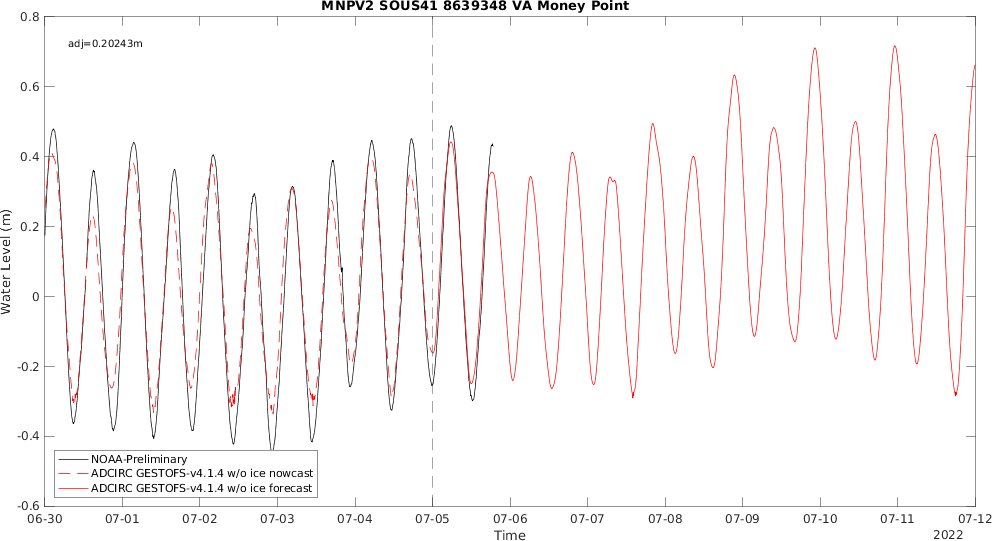 MNPV2 SOUS41 8639348 VA Money Point
adj=0.20243m
0.8
0.6
0.4
0.2
0
-0.2
-0.4
-0.6
Water Level (m)
NOAA-Preliminary
ADCIRC GESTOFS-v4.1.4 w/o ice nowcast
ADCIRC GESTOFS-v4.1.4 w/o ice forecast
06-30 07-01 07-02 07-03 07-04 07-05 07-06 07-07 07-08 07-09 07-10 07-11 07-12
Time
2022